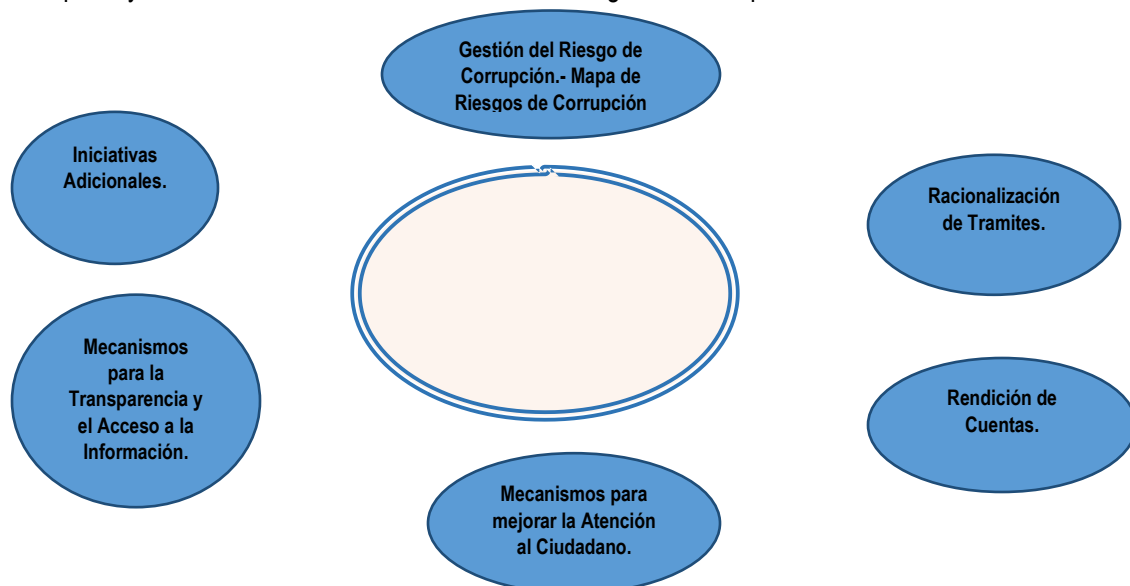 Gestión del Riesgo de
Corrupción.- Mapa de
Riesgos de Corrupción
Iniciativas
Adicionales.
Racionalización
de Tramites.
Mecanismos
para la
Transparencia y
el Acceso a la
Información.
Rendición de
Cuentas.
Mecanismos para
mejorar la Atención
al Ciudadano.